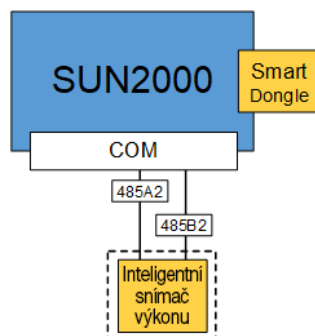 SUN2000
Smart
Dongle
COM
485A2
485B2
Inteligentní
snímač
výkonu